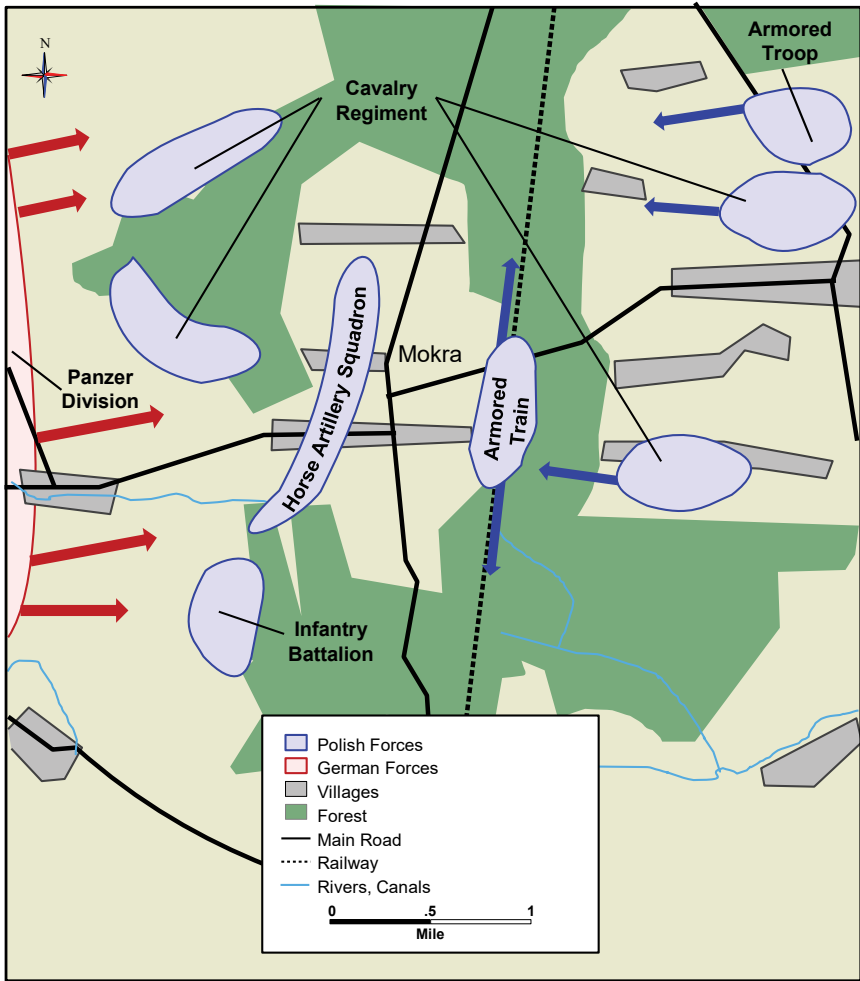 N
Armored
Troop
Cavalry
Regiment
Mokra
Panzer
Division
Horse Artillery Squadron
Armored
Train
Infantry
Battalion
Polish Forces
German Forces
Villages
Forest
Main Road
Railway
Rivers, Canals
0 .5 1
Mile